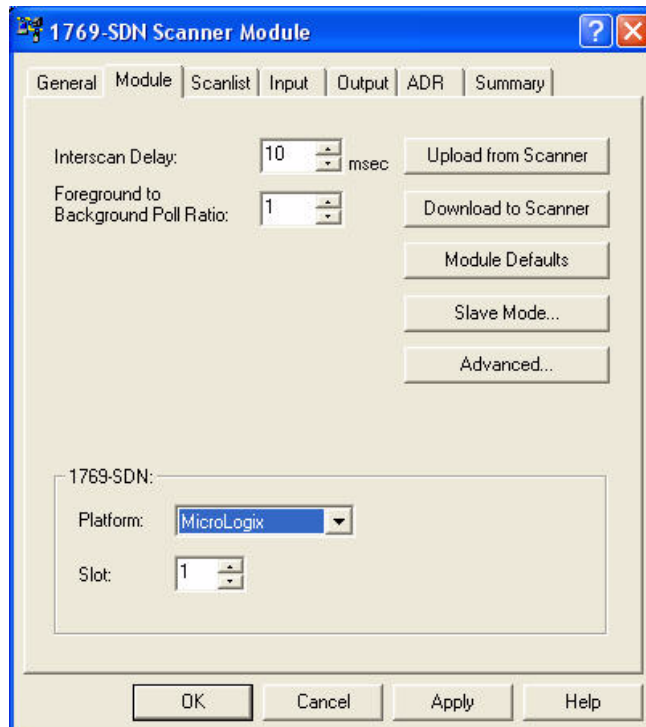 1769-SDN Scanner Module
General Module Scanlist Input Output ADR Summary
Interscan Delay: 10 msec Upload from Scanner
Foreground to
Background Poll Ratio: 1 Download to Scanner
Module Defaults
Slave Mode...
Advanced...
1769-SDN:
Platform: MicroLogix
Slot: 1
OK Cancel Apply Help